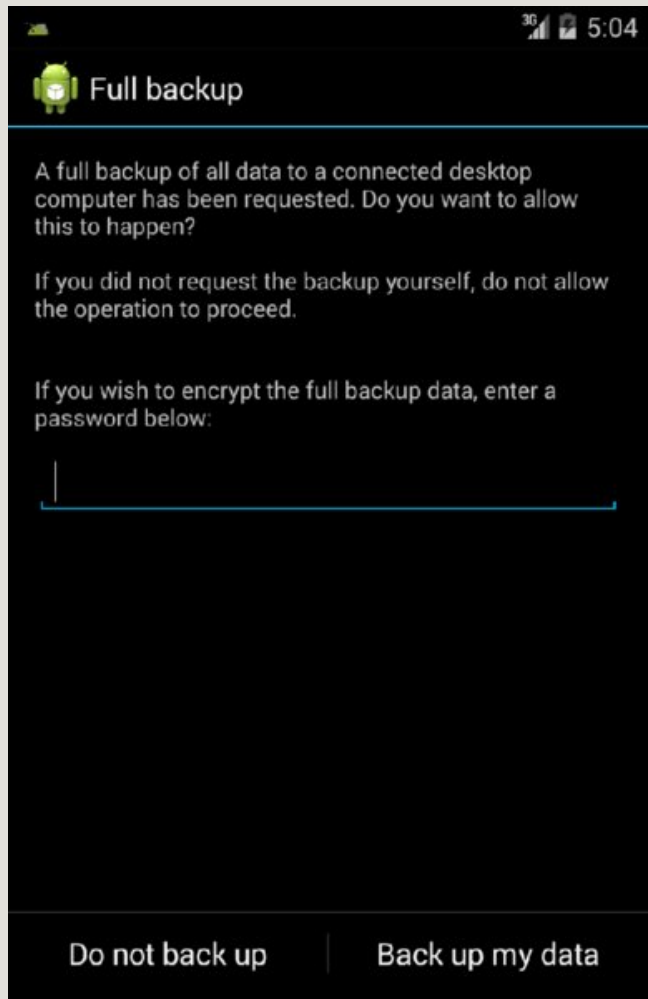 3G 5:04
Full backup
A full backup of all data to a connected desktop
computer has been requested. Do you want to allow
this to happen?
If you did not request the backup yourself, do not allow
the operation to proceed.
If you wish to encrypt the full backup data, enter a
password below:
Do not back up
Back up my data